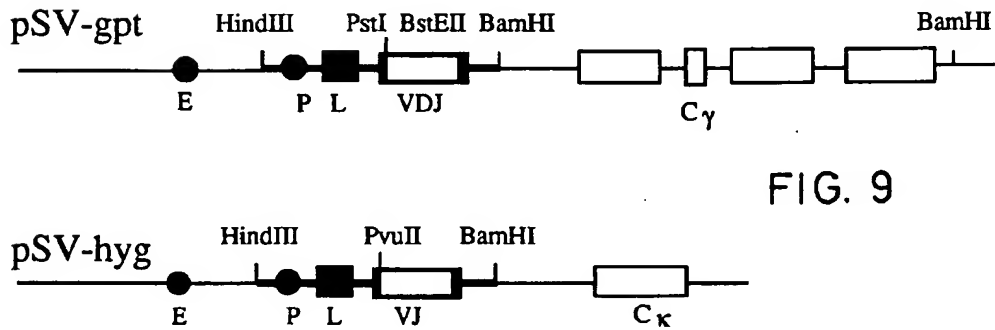 pSV-gpt
HindIII PstI BstEII BamHI BamHI
E P L VDJ Cγ
FIG. 9
pSV-hyg
HindIII PvuII BamHI
E P L VJ Cκ